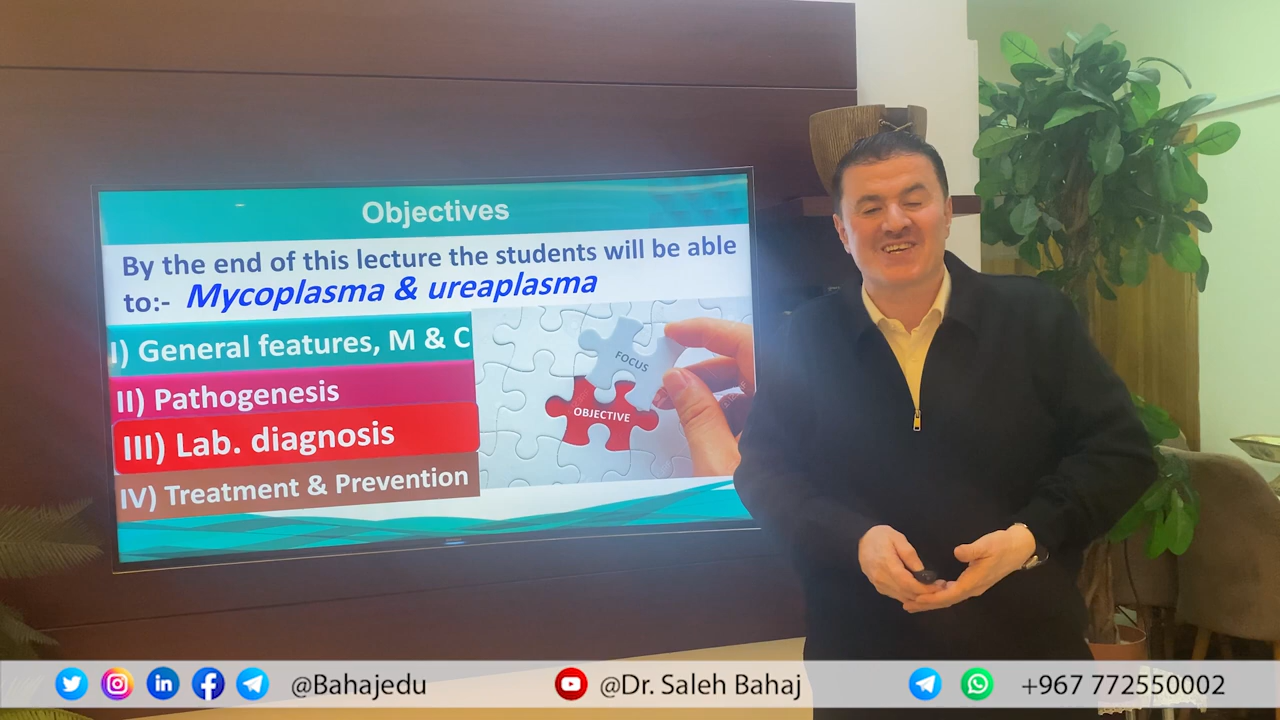 Objectives
By the end of this lecture the students will be able
to:- Mycoplasma & ureaplasma
I) General features, M & C
II) Pathogenesis
III) Lab. diagnosis
IV) Treatment & Prevention
FOCUS
OBJECTIVE
@Bahajedu @Dr. Saleh Bahaj +967 772550002